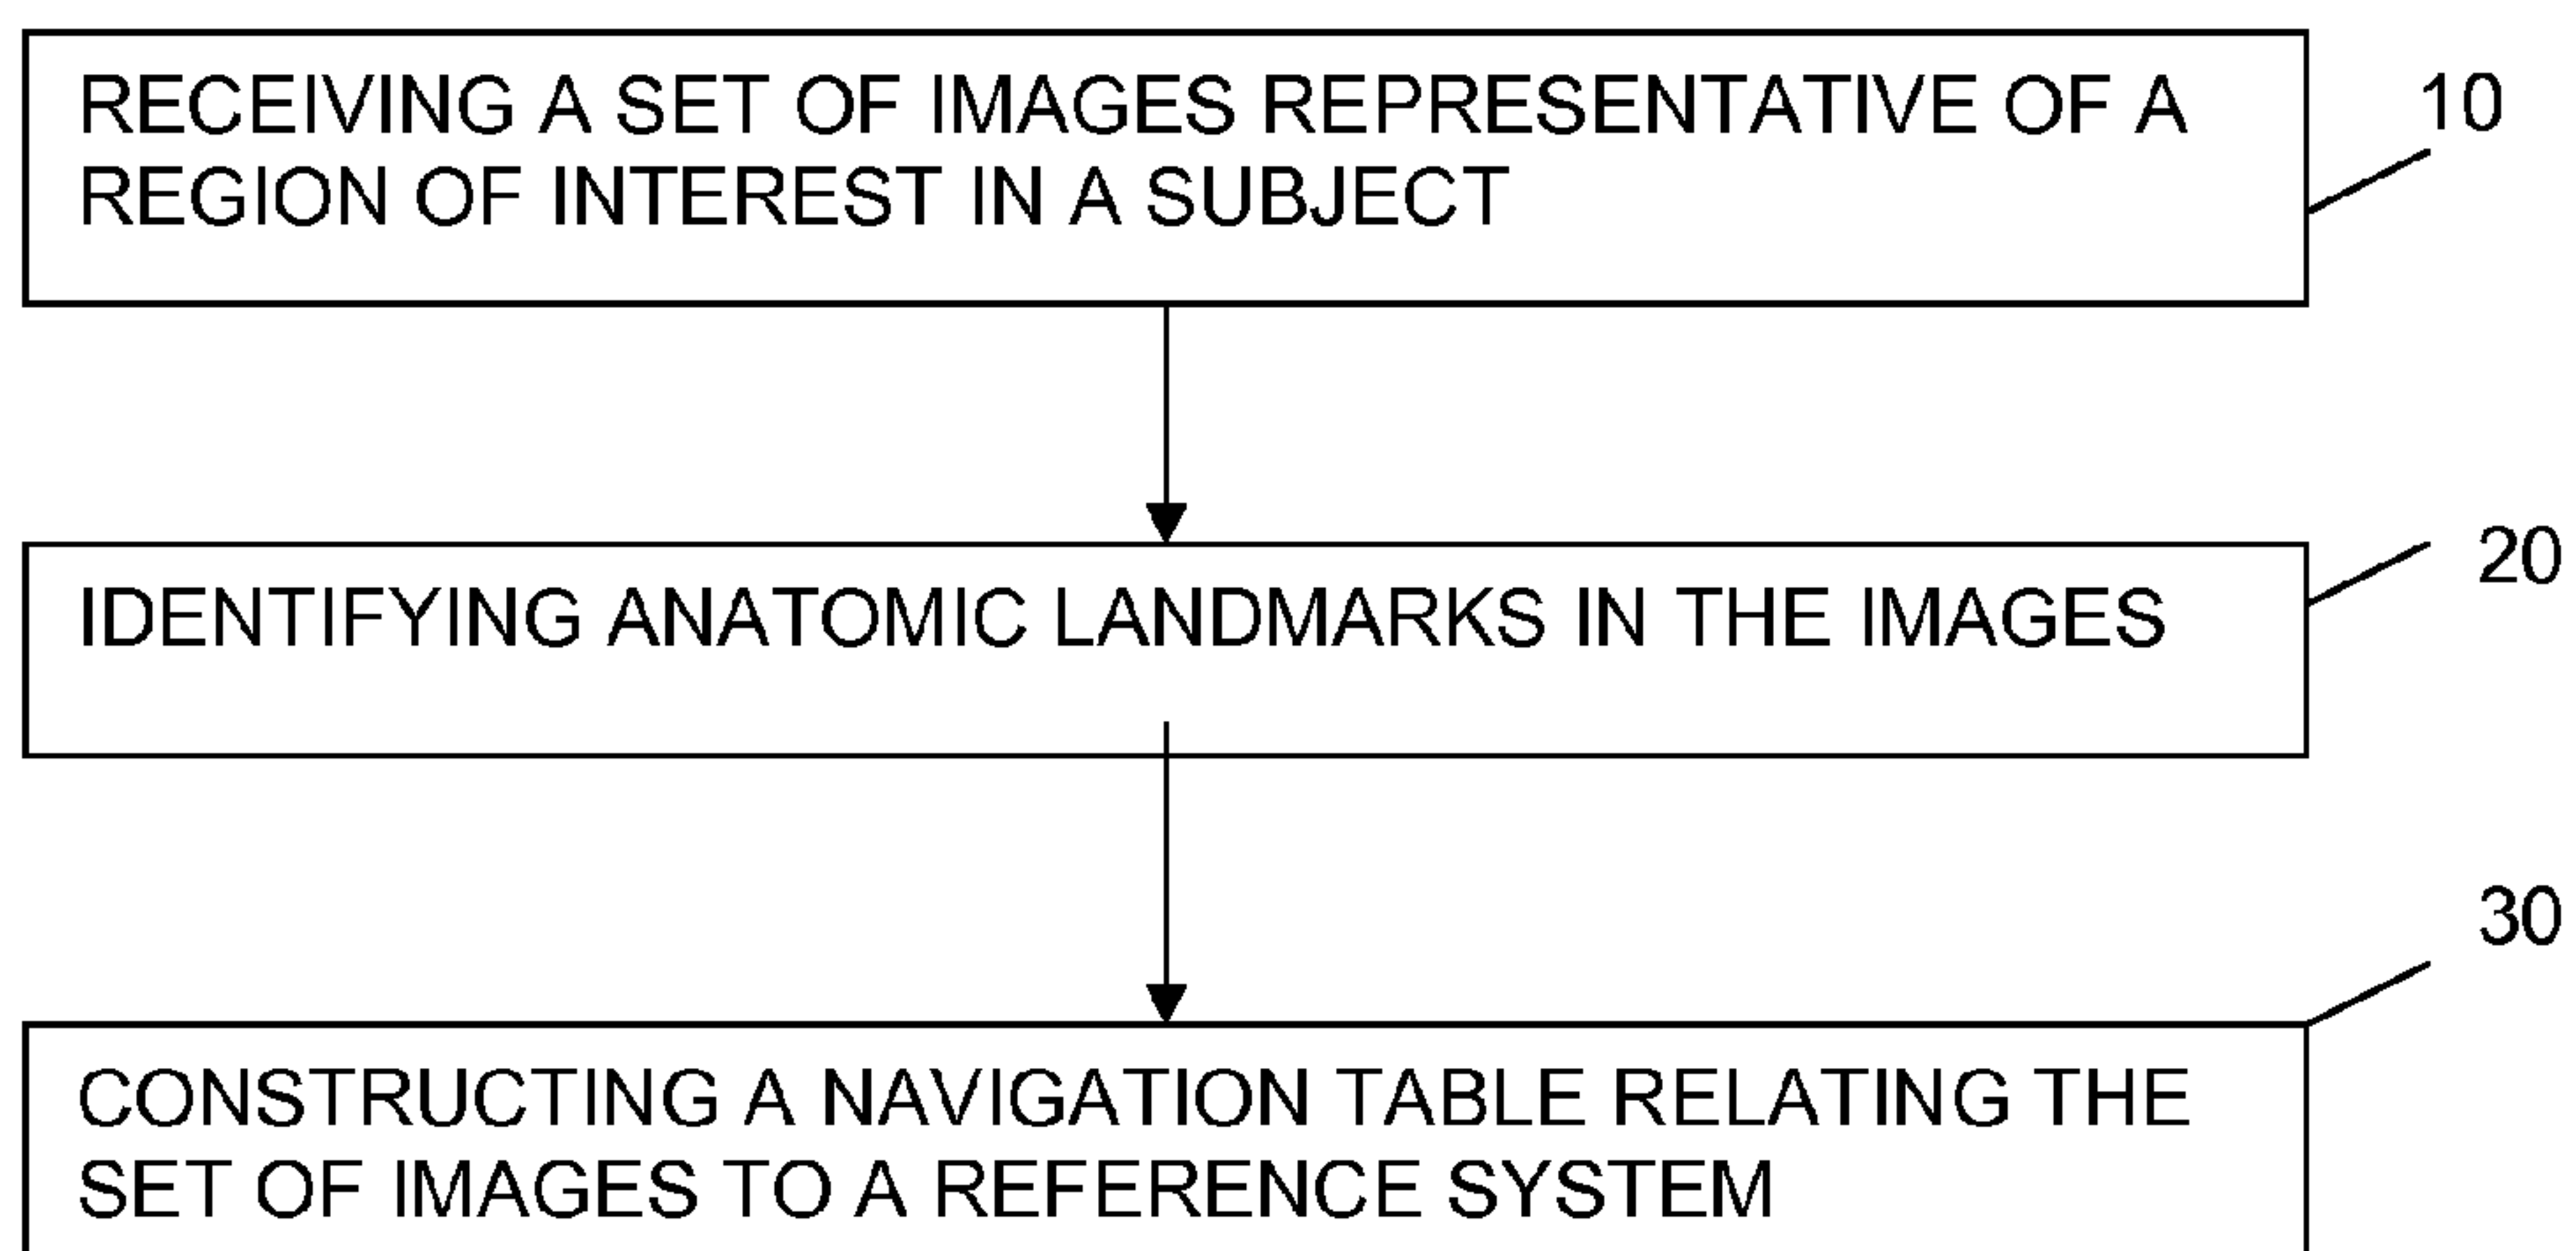 RECEIVING A SET OF IMAGES REPRESENTATIVE OF A
REGION OF INTEREST IN A SUBJECT
10
IDENTIFYING ANATOMIC LANDMARKS IN THE IMAGES
20
30
CONSTRUCTING A NAVIGATION TABLE RELATING THE
SET OF IMAGES TO A REFERENCE SYSTEM